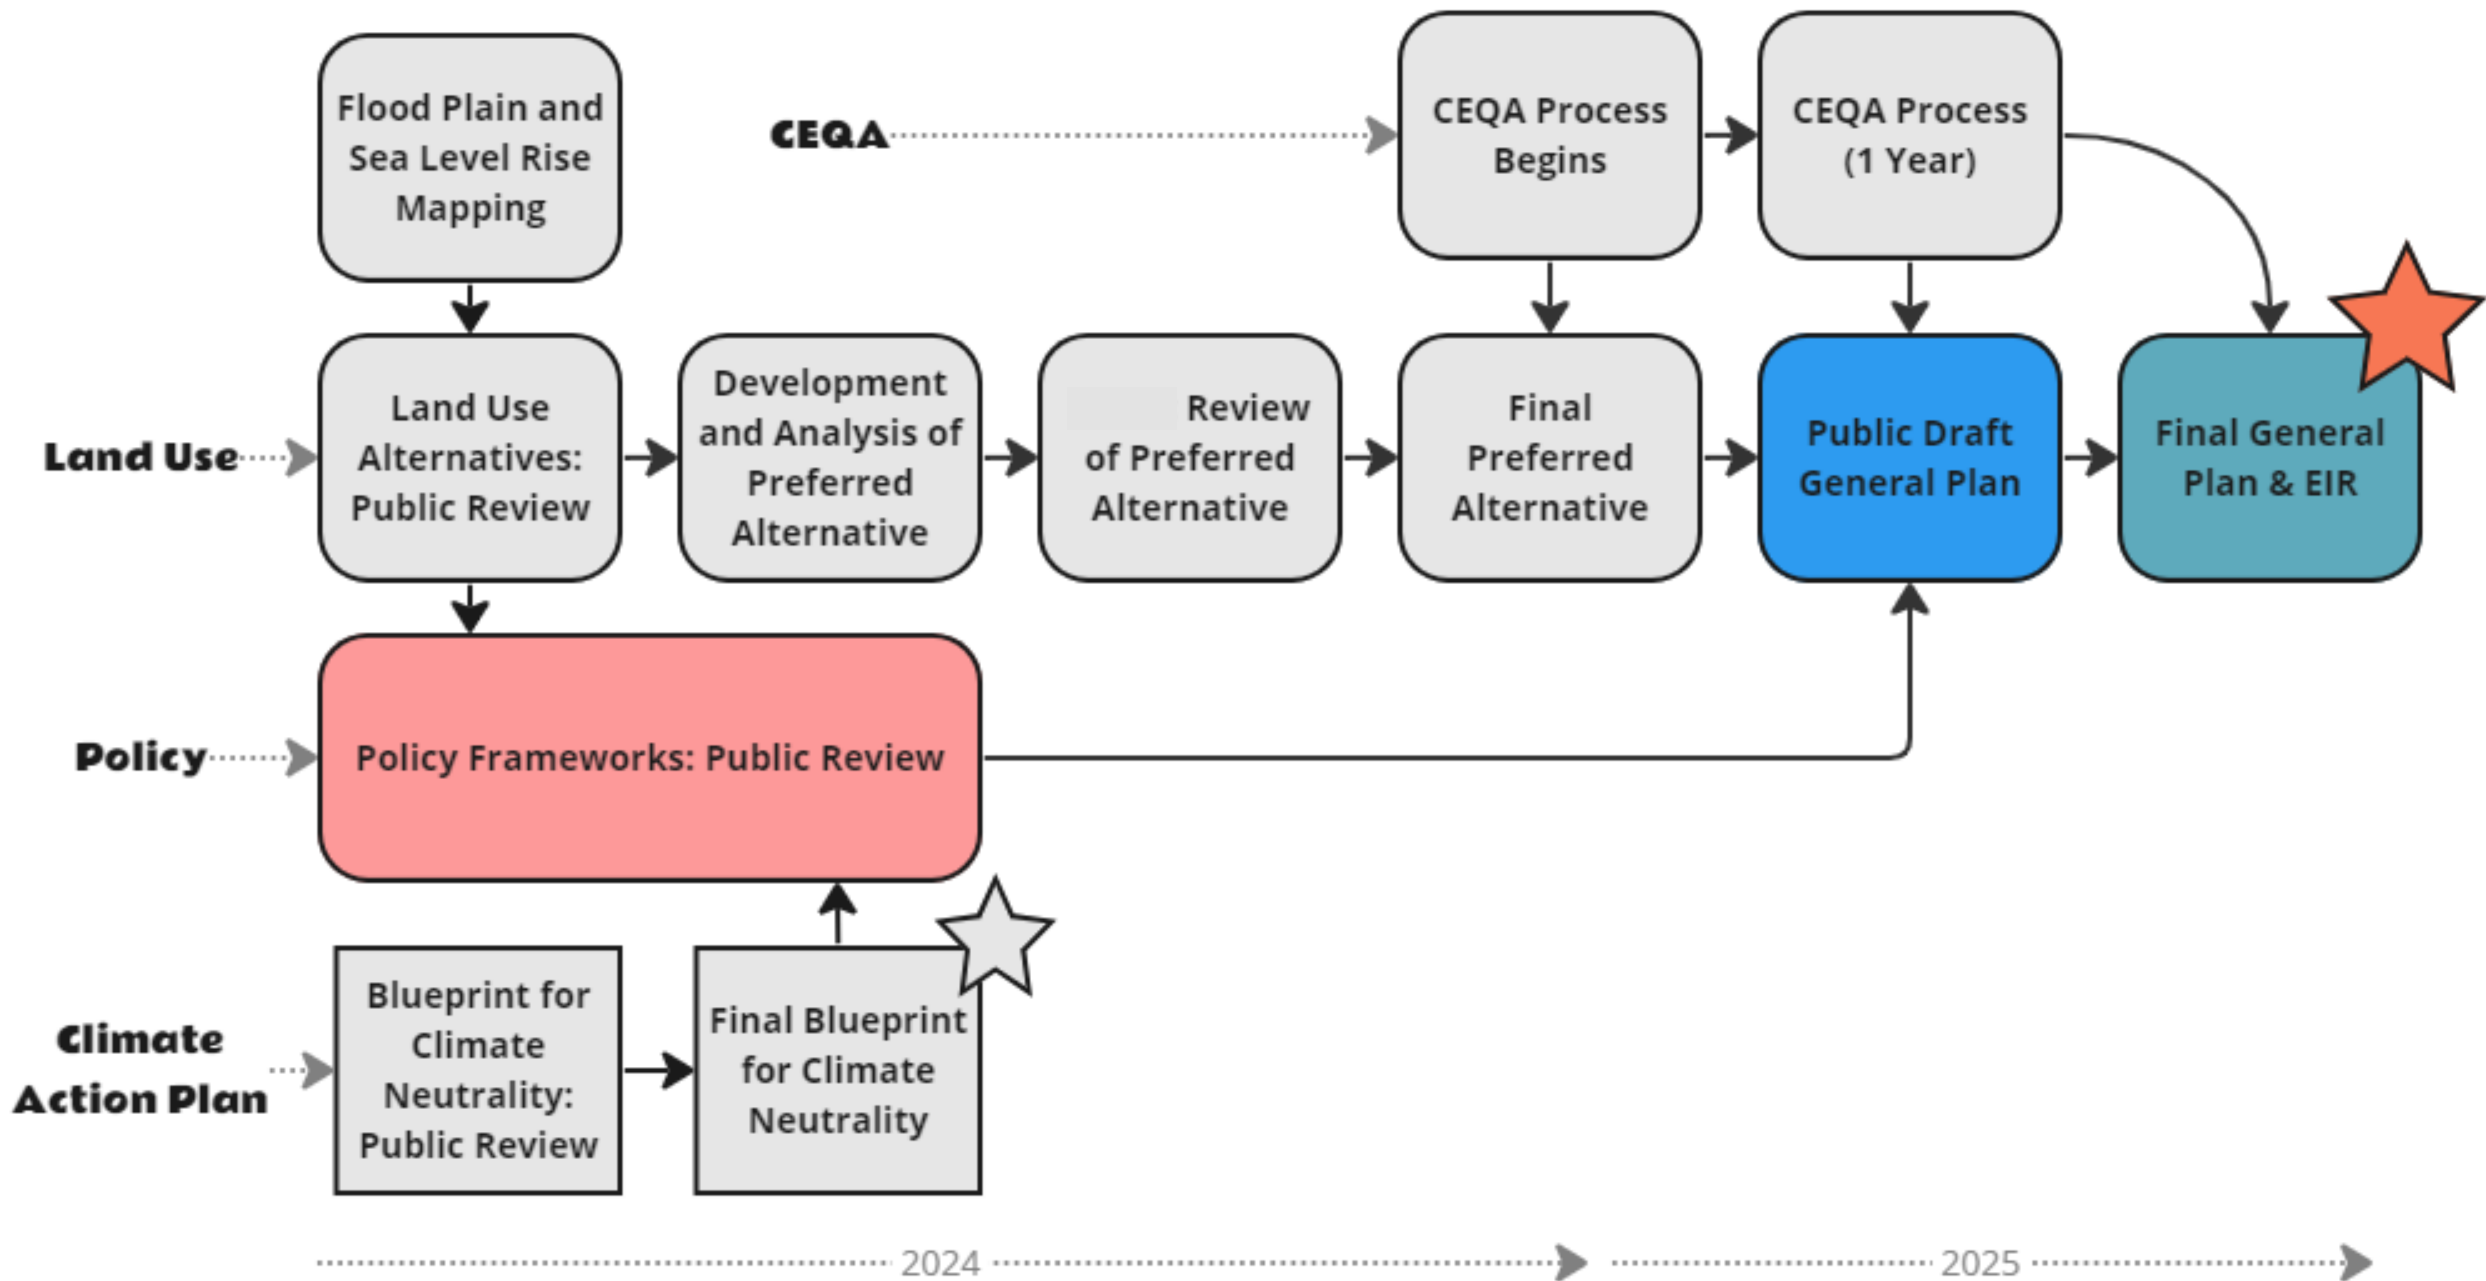 Flood Plain and
Sea Level Rise
Mapping
CEQA
CEQA Process
Begins
CEQA Process
(1 Year)
Land Use
Land Use
Alternatives:
Public Review
Development
and Analysis of
Preferred
Alternative
Review
of Preferred
Alternative
Final
Preferred
Alternative
Public Draft
General Plan
Final General
Plan & EIR
Policy
Policy Frameworks: Public Review
Climate
Action Plan
Blueprint for
Climate
Neutrality:
Public Review
Final Blueprint
for Climate
Neutrality
2024
2025